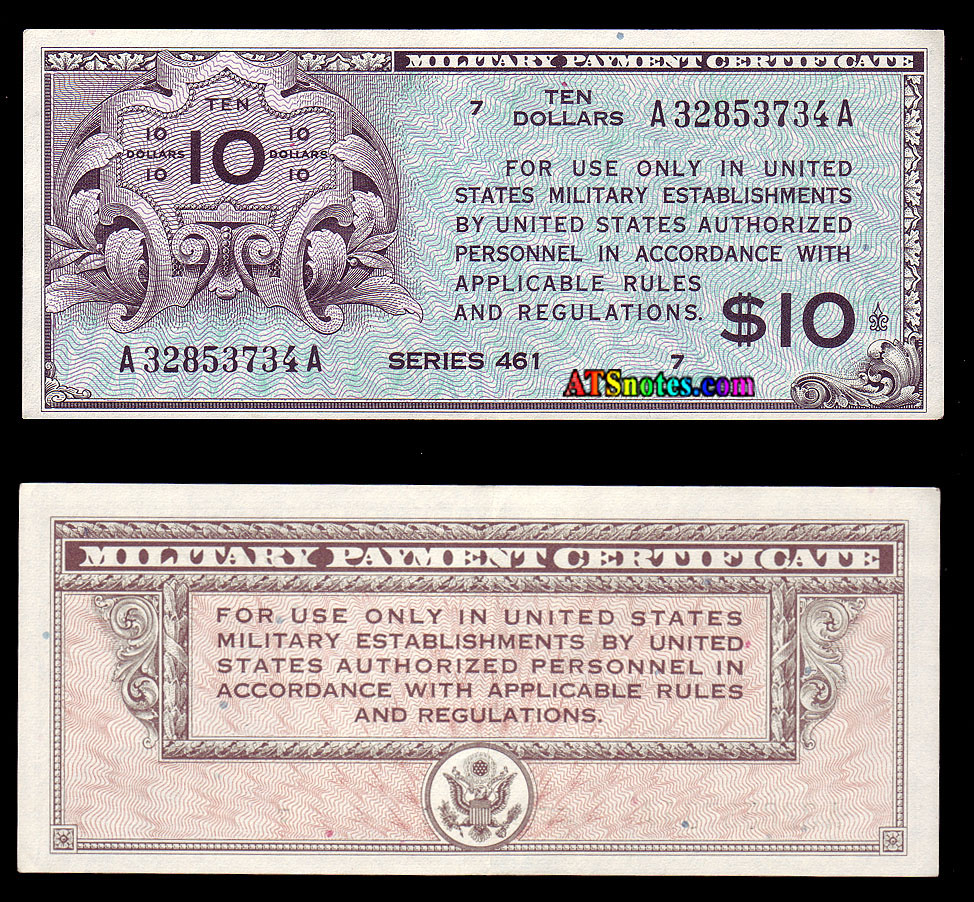 MILITARY PAYMENT CERTIFICATE
TEN
10 10
DOLLARS 10 DOLLARS
10 10
7 TEN DOLLARS A32853734A
FOR USE ONLY IN UNITED
STATES MILITARY ESTABLISHMENTS
BY UNITED STATES AUTHORIZED
PERSONNEL IN ACCORDANCE WITH
APPLICABLE RULES
AND REGULATIONS.
$10
A32853734A SERIES 461 7
ATSnotes.com
MILITARY PAYMENT CERTIFICATE
FOR USE ONLY IN UNITED STATES
MILITARY ESTABLISHMENTS BY UNITED
STATES AUTHORIZED PERSONNEL IN
ACCORDANCE WITH APPLICABLE RULES
AND REGULATIONS.